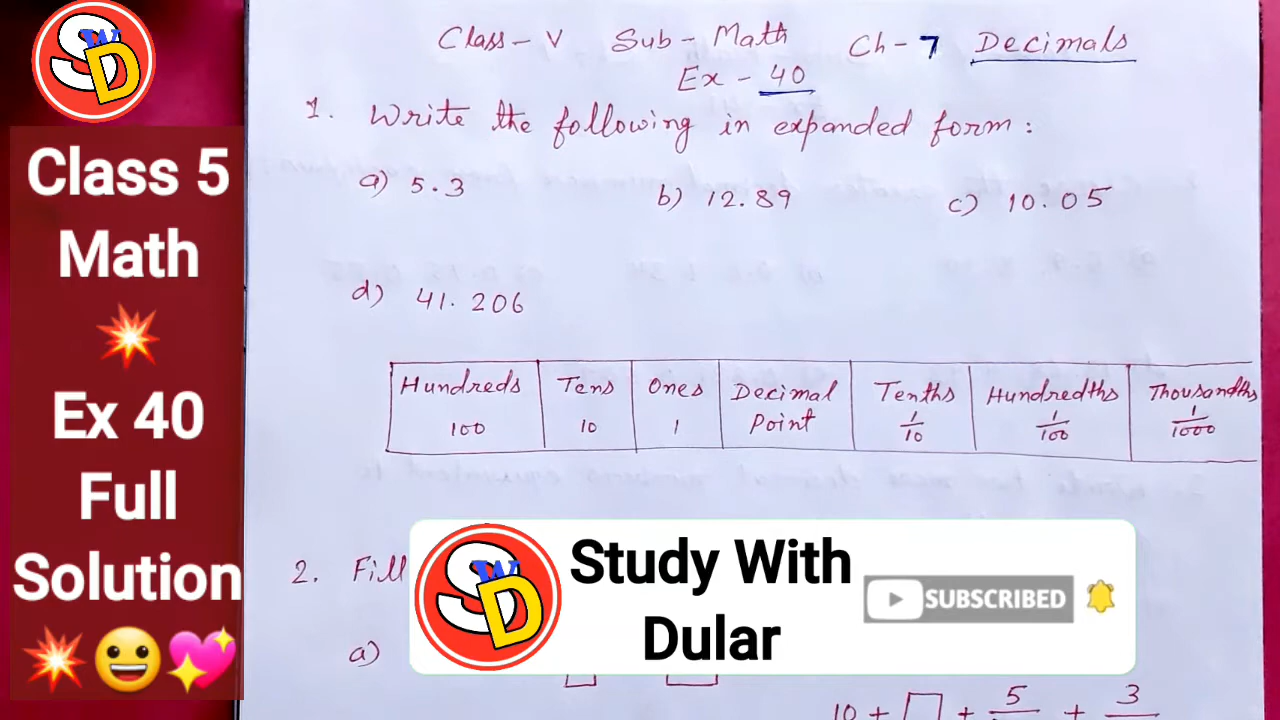 SWD
Class 5
Math
Ex 40
Full
Solution
Class - V Sub - Math Ch - 7 Decimals
Ex - 40
1. Write the following in expanded form :
a) 5.3 b) 12.89 c) 10.05
d) 41.206
Hundreds Tens Ones Decimal Tenths Hundredths Thousandths
100 10 1 Point 1/10 1/100 1/1000
2. Fill
SWD
Study With
Dular
SUBSCRIBED
a)
10 + □ + 5 + 3